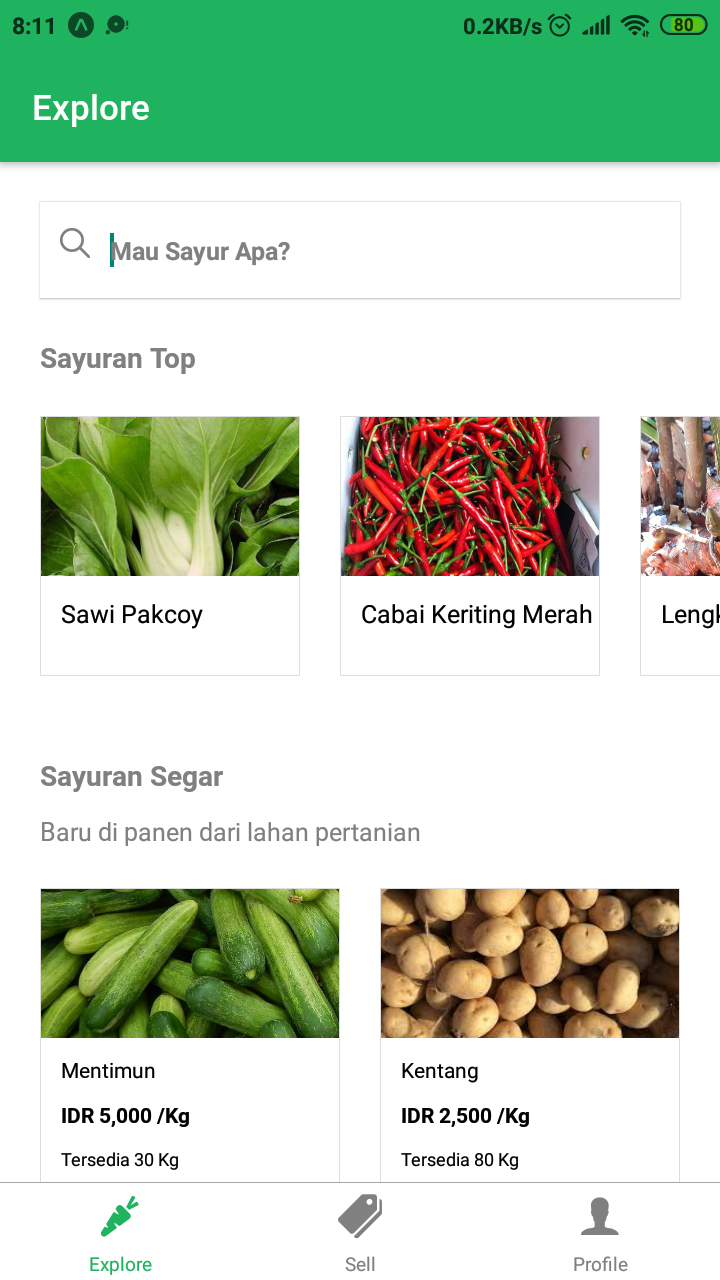 8:11 0.2KB/s 80
Explore
Mau Sayur Apa?
Sayuran Top
Sawi Pakcoy Cabai Keriting Merah
Sayuran Segar
Baru di panen dari lahan pertanian
Mentimun Kentang
IDR 5,000 /Kg IDR 2,500 /Kg
Tersedia 30 Kg Tersedia 80 Kg
Explore Sell Profile